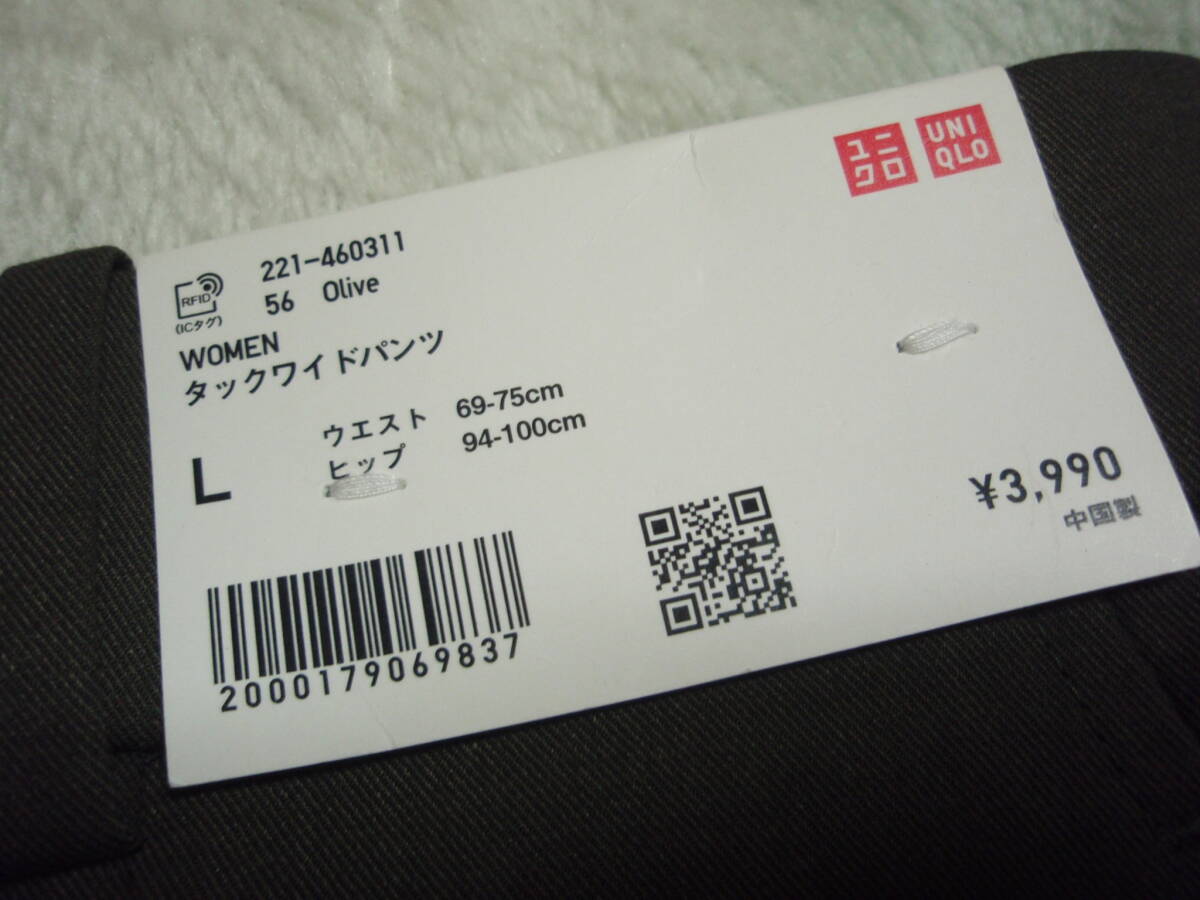 ユニ
クロ
UNI
QLO
RFID
(ICタグ)
221-460311
56 Olive
WOMEN
タックワイドパンツ
L
ウエスト 69-75cm
ヒップ 94-100cm
2000179069837
¥3,990
中国製